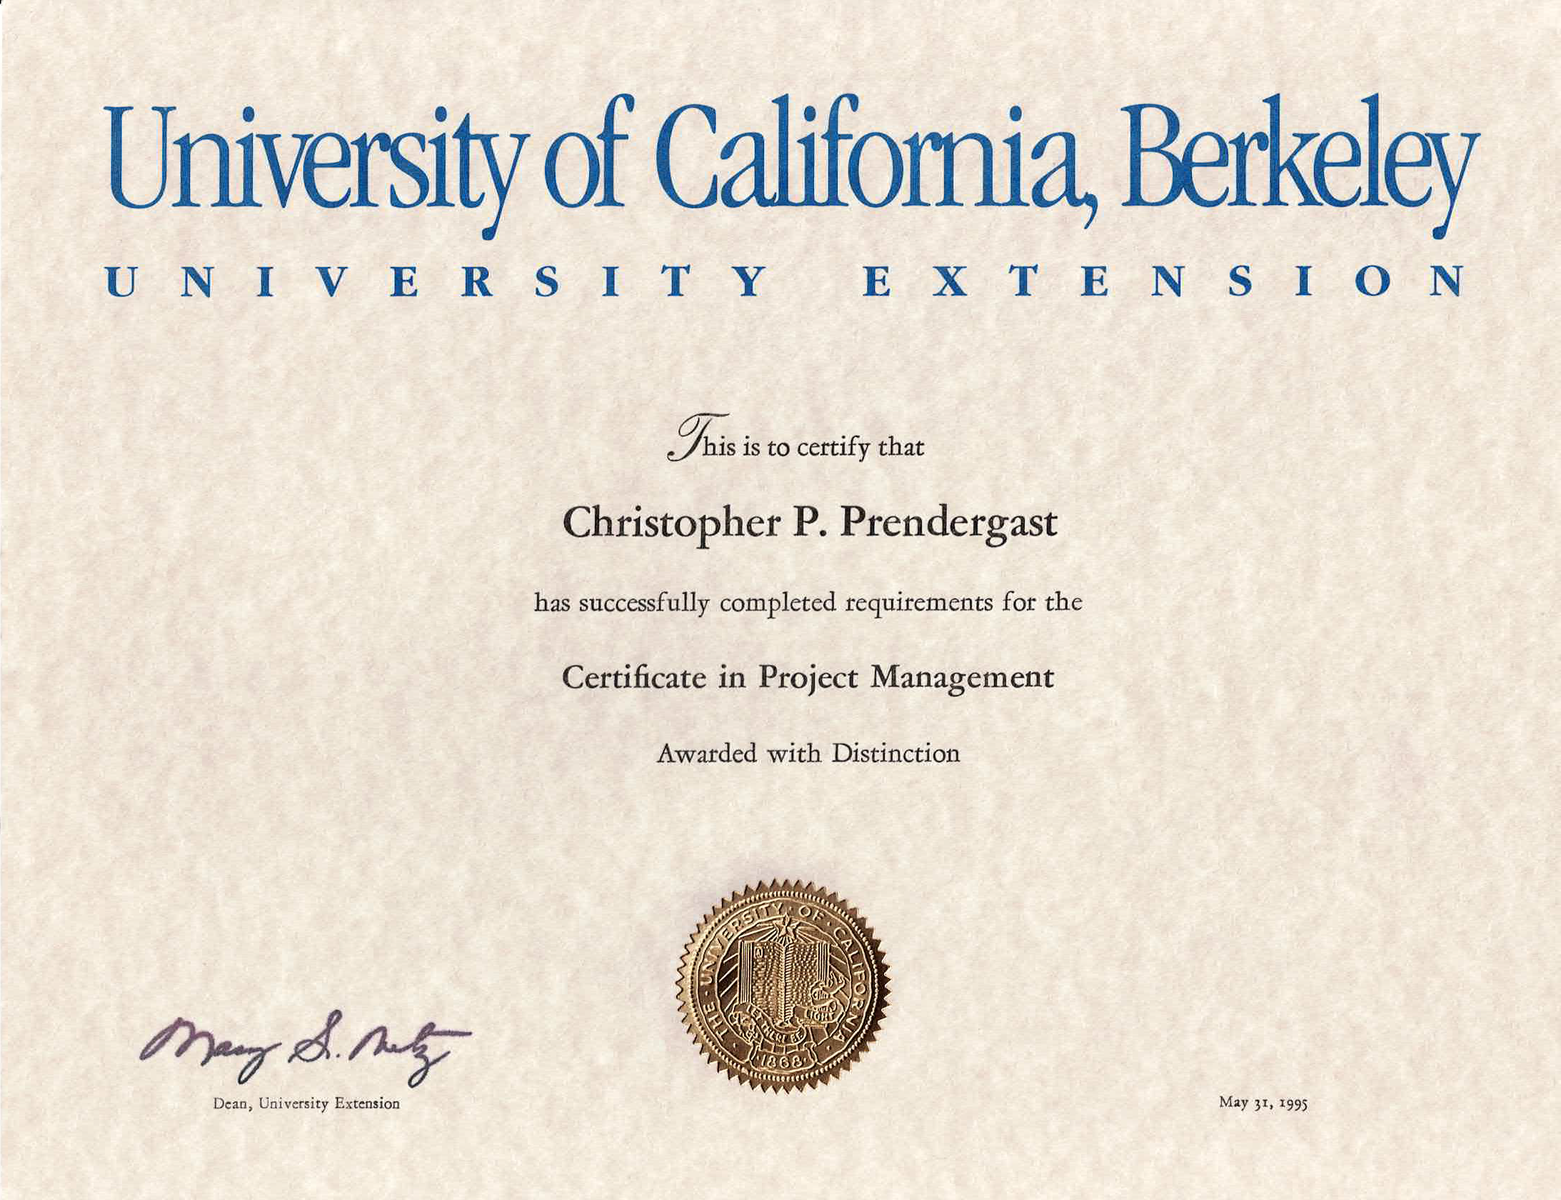 University of California, Berkeley
UNIVERSITY EXTENSION
This is to certify that
Christopher P. Prendergast
has successfully completed requirements for the
Certificate in Project Management
Awarded with Distinction
THE · UNIVERSITY · OF · CALIFORNIA
LET THERE BE LIGHT
· 1868 ·
Mary S. Metz
Dean, University Extension
May 31, 1995